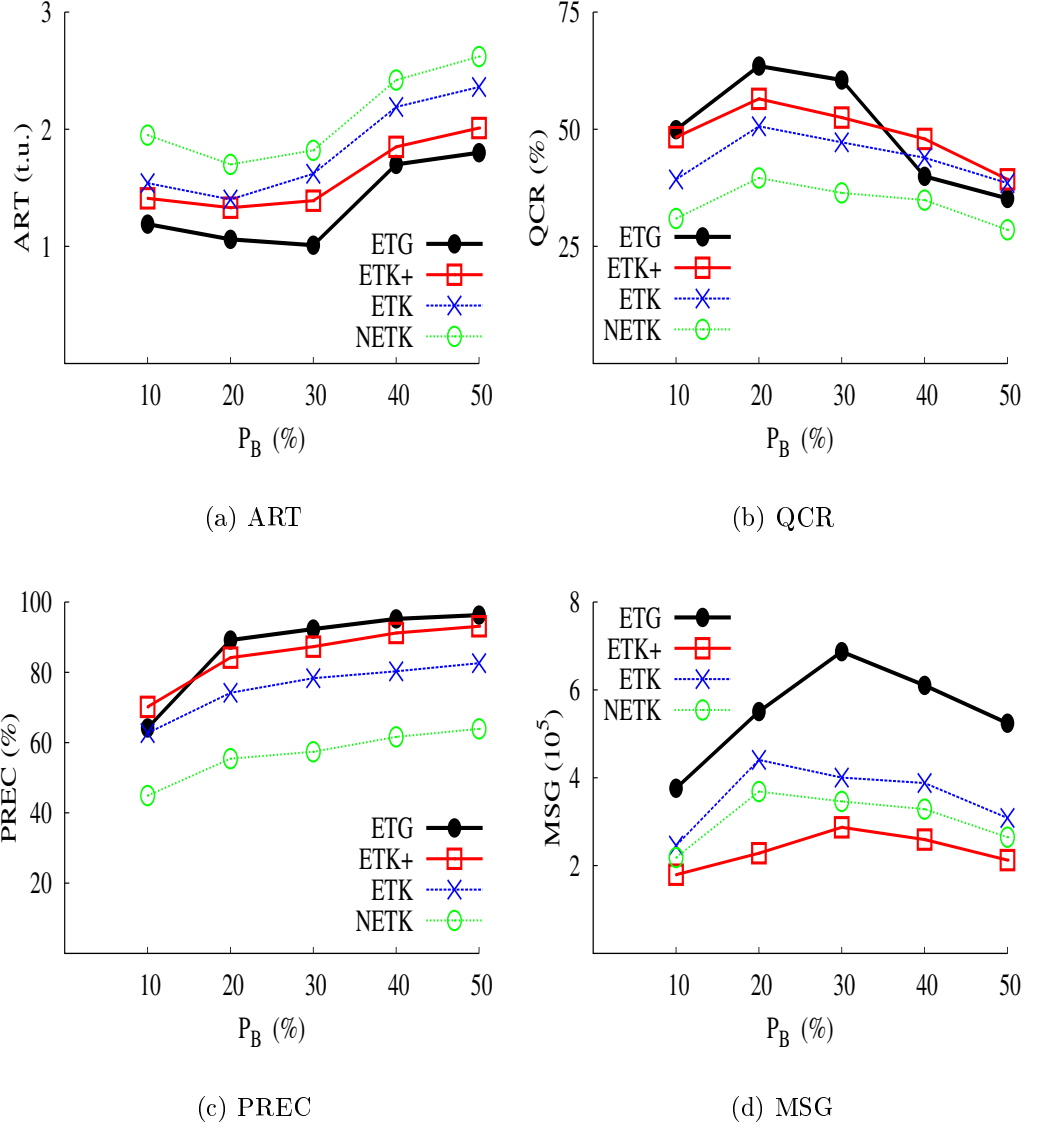 3
2
1
ART (t.u.)
ETG
ETK+
ETK
NETK
10 20 30 40 50
P_B (%)
(a) ART
75
50
25
QCR (%)
ETG
ETK+
ETK
NETK
10 20 30 40 50
P_B (%)
(b) QCR
100
80
60
40
20
PREC (%)
ETG
ETK+
ETK
NETK
10 20 30 40 50
P_B (%)
(c) PREC
8
6
4
2
MSG (10^5)
ETG
ETK+
ETK
NETK
10 20 30 40 50
P_B (%)
(d) MSG